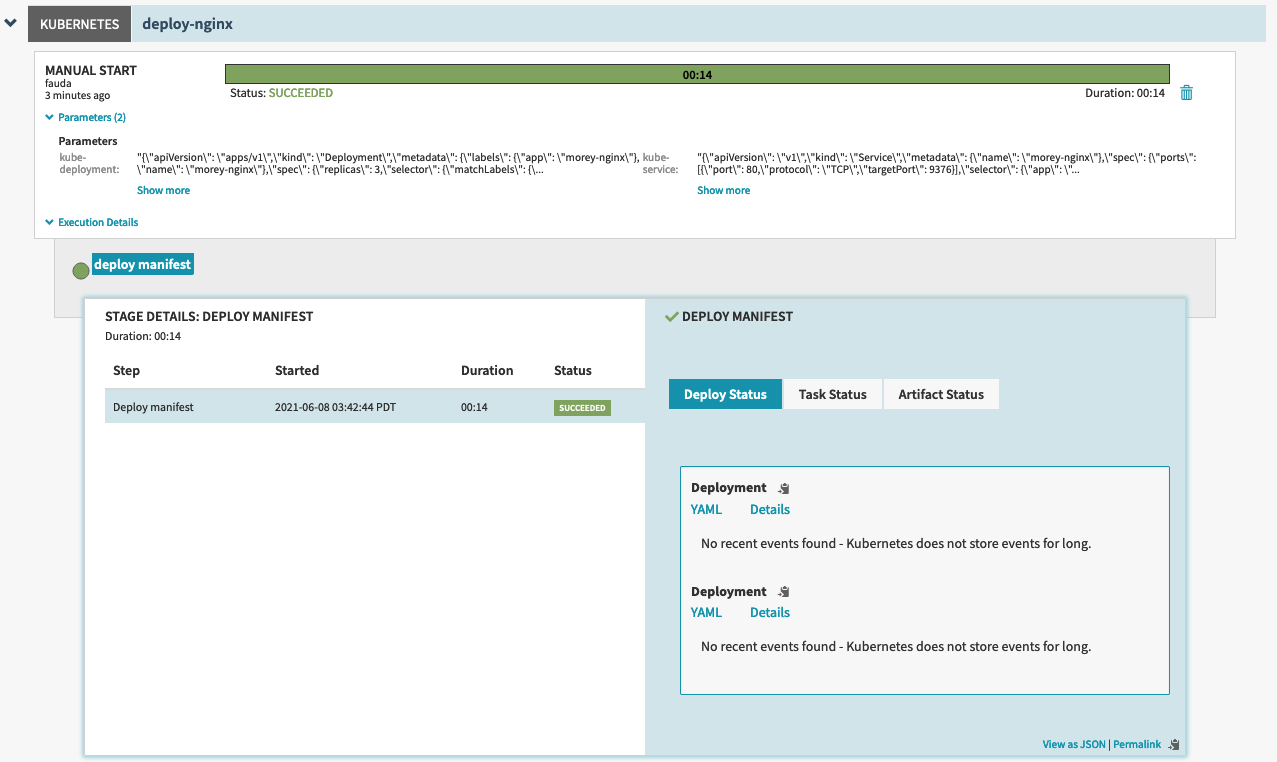 KUBERNETES deploy-nginx
MANUAL START
fauda
3 minutes ago
00:14
Status: SUCCEEDED
Duration: 00:14
Parameters (2)
Parameters
kube-deployment:
"{\"apiVersion\": \"apps/v1\",\"kind\": \"Deployment\",\"metadata\": {\"labels\": {\"app\": \"morey-nginx\"},
\"name\": \"morey-nginx\"},\"spec\": {\"replicas\": 3,\"selector\": {\"matchLabels\": {\...
Show more
kube-service:
"{\"apiVersion\": \"v1\",\"kind\": \"Service\",\"metadata\": {\"name\": \"morey-nginx\"},\"spec\": {\"ports\":
[{\"port\": 80,\"protocol\": \"TCP\",\"targetPort\": 9376}],\"selector\": {\"app\": \"...
Show more
Execution Details
deploy manifest
STAGE DETAILS: DEPLOY MANIFEST
Duration: 00:14
Step Started Duration Status
Deploy manifest 2021-06-08 03:42:44 PDT 00:14 SUCCEEDED
DEPLOY MANIFEST
Deploy Status Task Status Artifact Status
Deployment
YAML Details
No recent events found - Kubernetes does not store events for long.
Deployment
YAML Details
No recent events found - Kubernetes does not store events for long.
View as JSON | Permalink